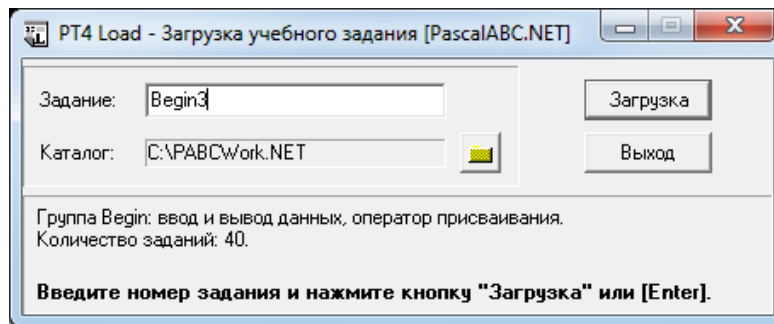 PT4 Load - Загрузка учебного задания [PascalABC.NET]
Задание: Begin3 Загрузка
Каталог: C:\PABCWork.NET Выход
Группа Begin: ввод и вывод данных, оператор присваивания.
Количество заданий: 40.
Введите номер задания и нажмите кнопку "Загрузка" или [Enter].